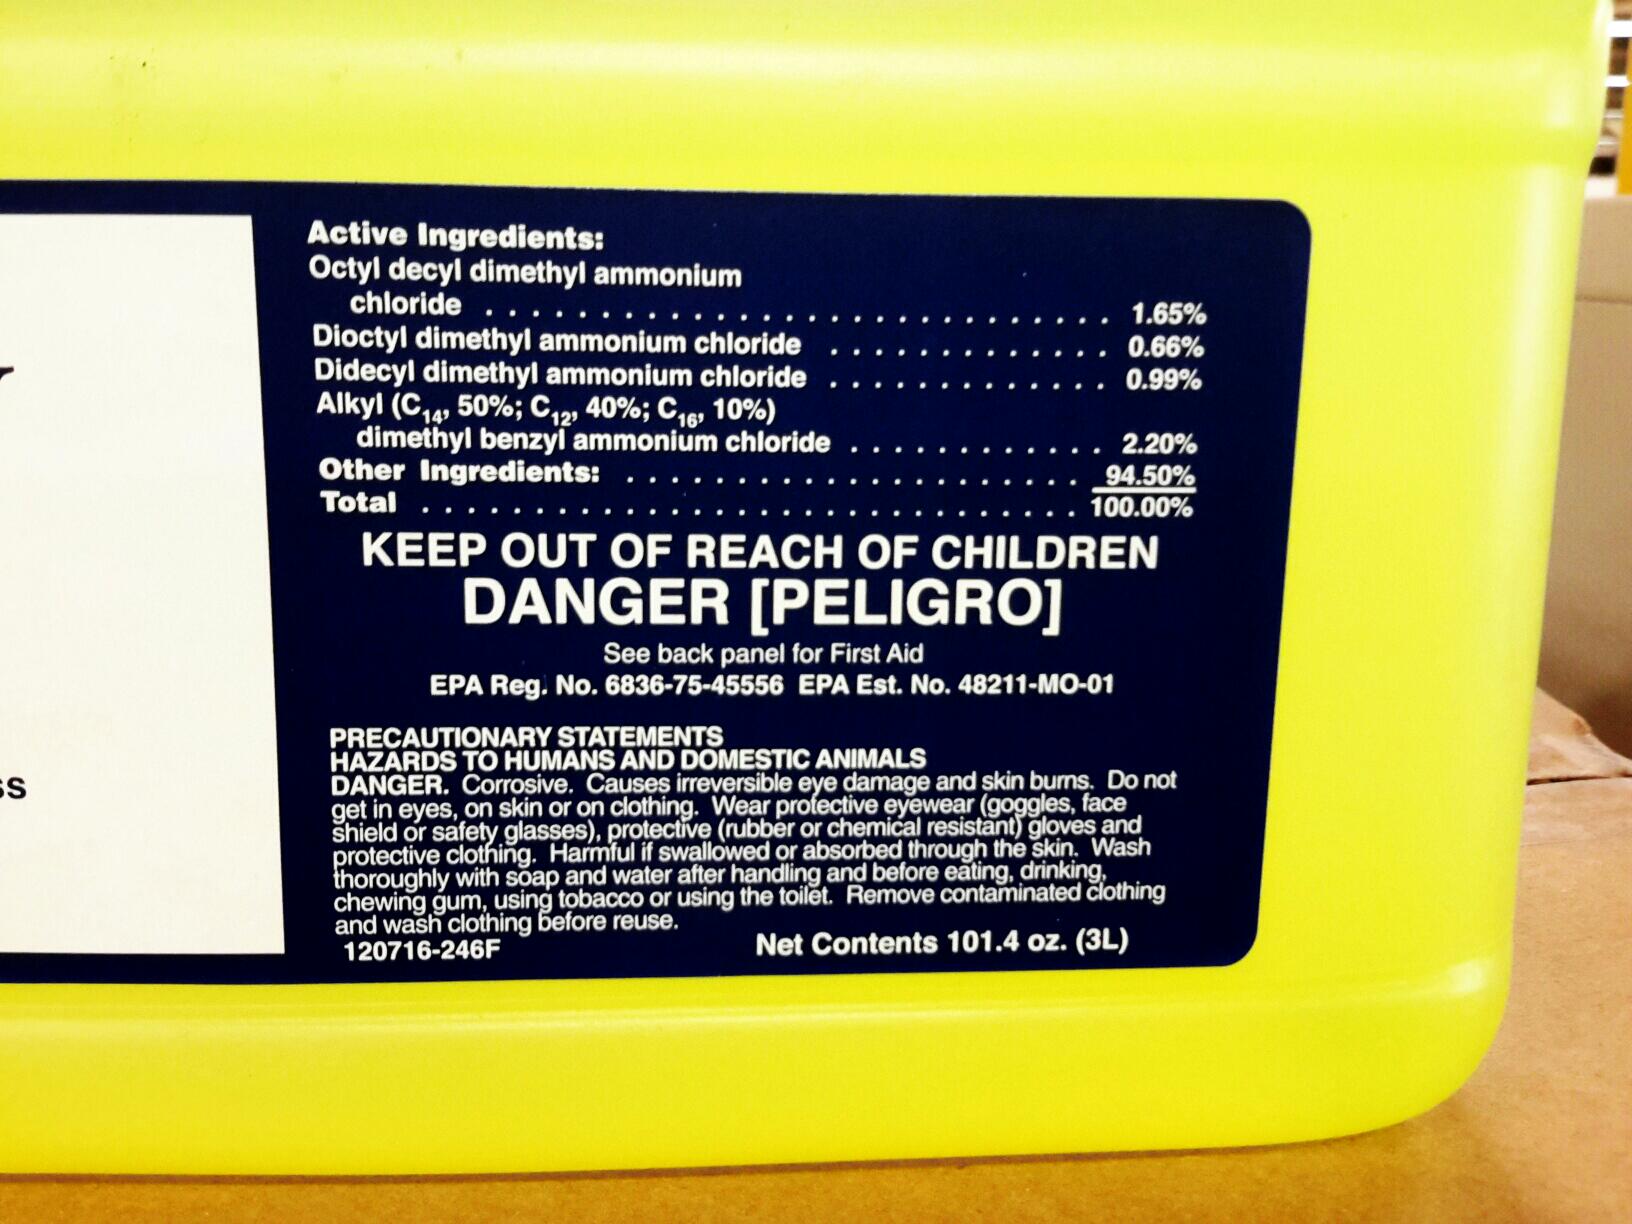 Active Ingredients:
Octyl decyl dimethyl ammonium
chloride . . . . . . . . . . . . . . . . . . . . . . . . . . . . 1.65%
Dioctyl dimethyl ammonium chloride . . . . . . . . . . . . . 0.66%
Didecyl dimethyl ammonium chloride . . . . . . . . . . . . . 0.99%
Alkyl (C14, 50%; C12, 40%; C16, 10%)
dimethyl benzyl ammonium chloride . . . . . . . . . . . . 2.20%
Other Ingredients: . . . . . . . . . . . . . . . . . . . . . 94.50%
Total . . . . . . . . . . . . . . . . . . . . . . . . . . . . . . 100.00%
KEEP OUT OF REACH OF CHILDREN
DANGER [PELIGRO]
See back panel for First Aid
EPA Reg. No. 6836-75-45556 EPA Est. No. 48211-MO-01
PRECAUTIONARY STATEMENTS
HAZARDS TO HUMANS AND DOMESTIC ANIMALS
DANGER. Corrosive. Causes irreversible eye damage and skin burns. Do not
get in eyes, on skin or on clothing. Wear protective eyewear (goggles, face
shield or safety glasses), protective (rubber or chemical resistant) gloves and
protective clothing. Harmful if swallowed or absorbed through the skin. Wash
thoroughly with soap and water after handling and before eating, drinking,
chewing gum, using tobacco or using the toilet. Remove contaminated clothing
and wash clothing before reuse.
120716-246F Net Contents 101.4 oz. (3L)